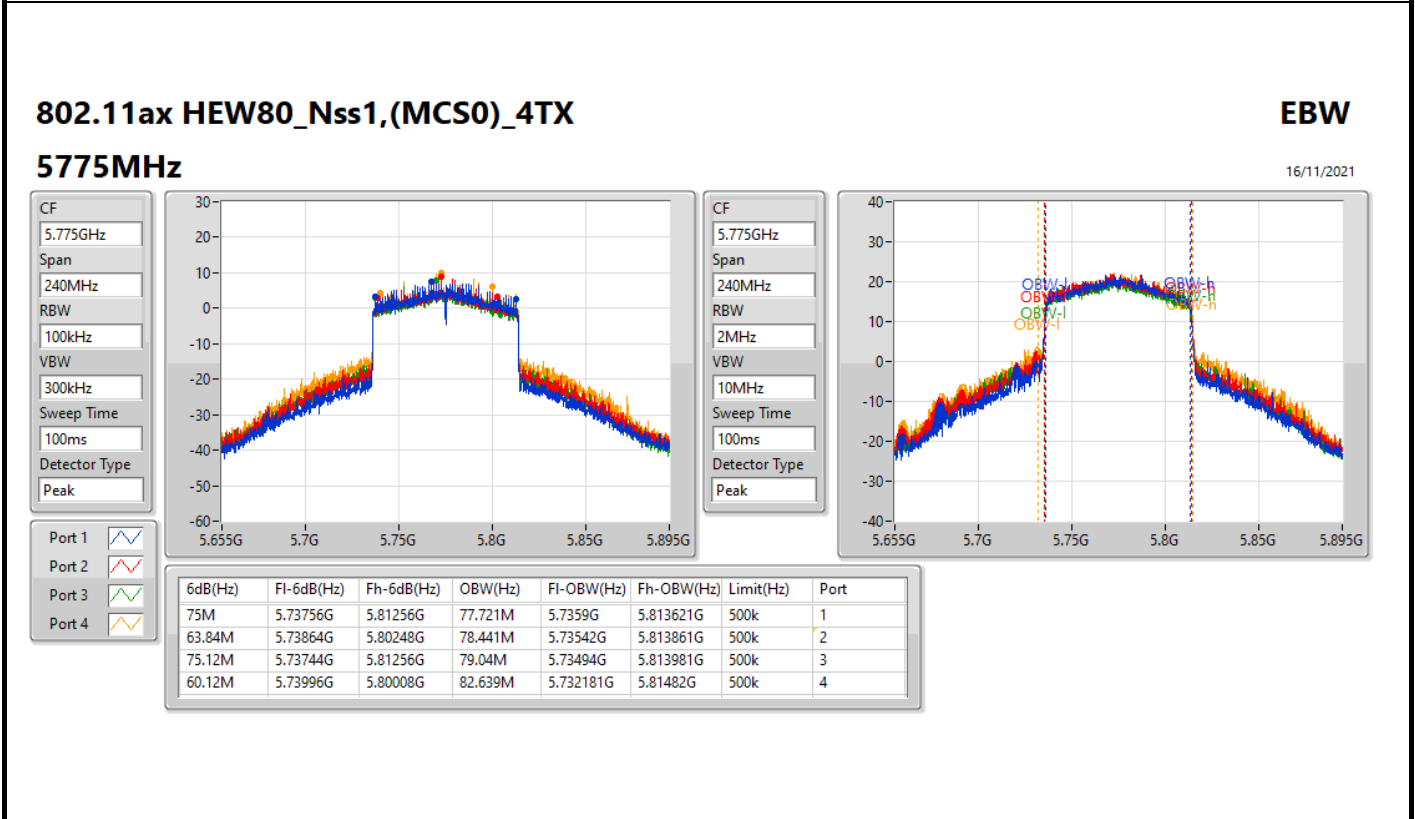 802.11ax HEW80_Nss1,(MCS0)_4TX
EBW
5775MHz
16/11/2021
CF
5.775GHz
Span
240MHz
RBW
100kHz
VBW
300kHz
Sweep Time
100ms
Detector Type
Peak
30
20
10
0
-10
-20
-30
-40
-50
-60
5.655G 5.7G 5.75G 5.8G 5.85G 5.895G
CF
5.775GHz
Span
240MHz
RBW
2MHz
VBW
10MHz
Sweep Time
100ms
Detector Type
Peak
40
30
20
10
0
-10
-20
-30
-40
OBW-l
OBW-l
OBW-l
OBW-l
OBW-h
OBW-h
OBW-h
OBW-h
5.655G 5.7G 5.75G 5.8G 5.85G 5.895G
Port 1
Port 2
Port 3
Port 4
6dB(Hz) Fl-6dB(Hz) Fh-6dB(Hz) OBW(Hz) Fl-OBW(Hz) Fh-OBW(Hz) Limit(Hz) Port
75M 5.73756G 5.81256G 77.721M 5.7359G 5.813621G 500k 1
63.84M 5.73864G 5.80248G 78.441M 5.73542G 5.813861G 500k 2
75.12M 5.73744G 5.81256G 79.04M 5.73494G 5.813981G 500k 3
60.12M 5.73996G 5.80008G 82.639M 5.732181G 5.81482G 500k 4